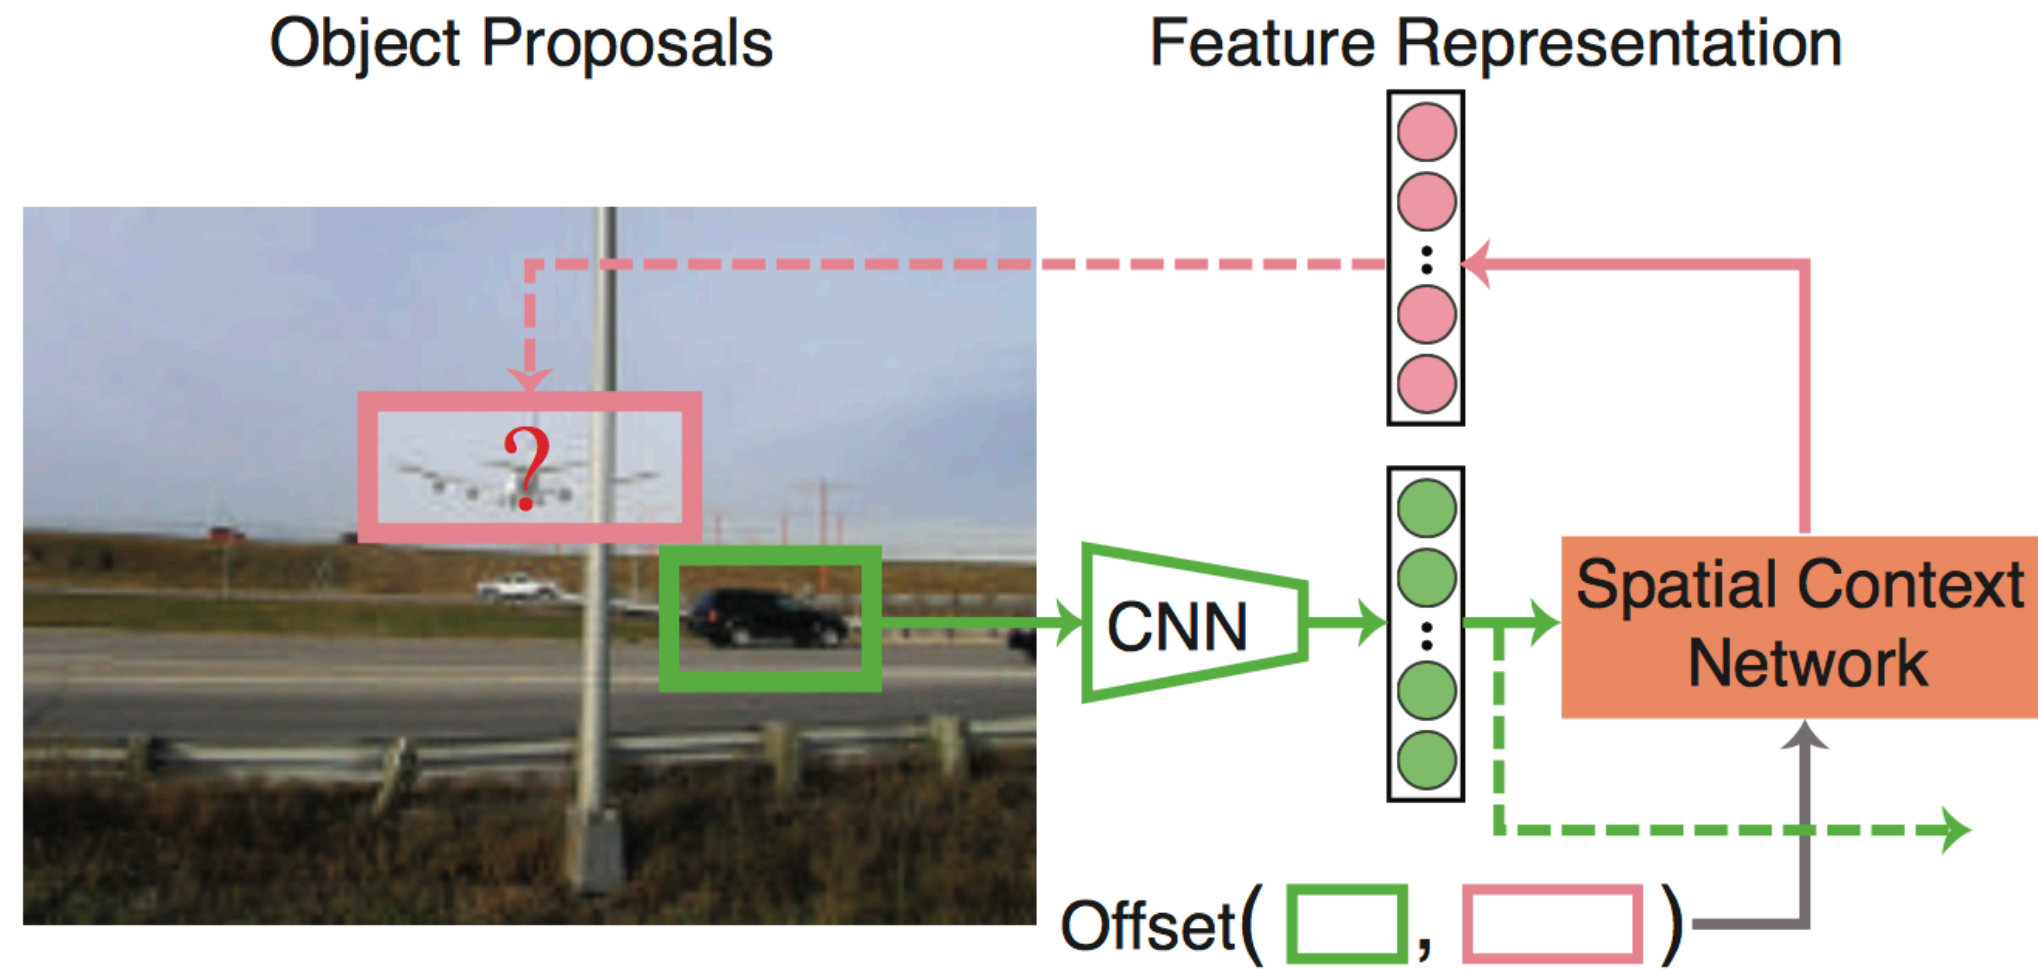 Object Proposals
Feature Representation
?
CNN
Spatial Context
Network
Offset( , )